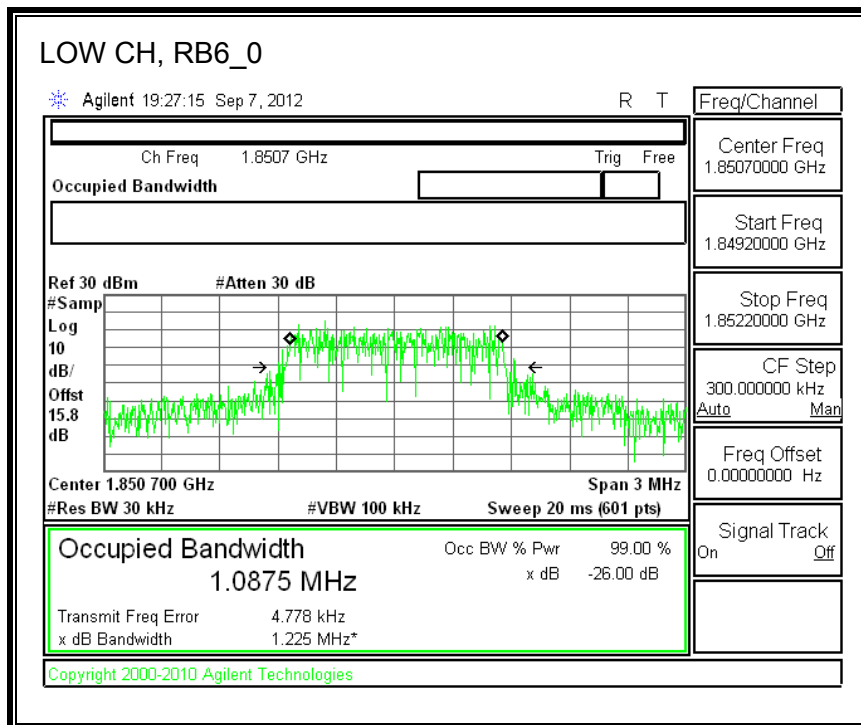 LOW CH, RB6_0
Agilent 19:27:15 Sep 7, 2012 R T
Freq/Channel
Ch Freq 1.8507 GHz Trig Free
Occupied Bandwidth
Center Freq
1.85070000 GHz
Start Freq
1.84920000 GHz
Stop Freq
1.85220000 GHz
CF Step
300.000000 kHz
Auto Man
Freq Offset
0.00000000 Hz
Signal Track
On Off
Ref 30 dBm #Atten 30 dB
#Samp
Log
10
dB/
Offst
15.8
dB
Center 1.850 700 GHz Span 3 MHz
#Res BW 30 kHz #VBW 100 kHz Sweep 20 ms (601 pts)
Occupied Bandwidth
1.0875 MHz
Occ BW % Pwr 99.00 %
x dB -26.00 dB
Transmit Freq Error 4.778 kHz
x dB Bandwidth 1.225 MHz*
Copyright 2000-2010 Agilent Technologies